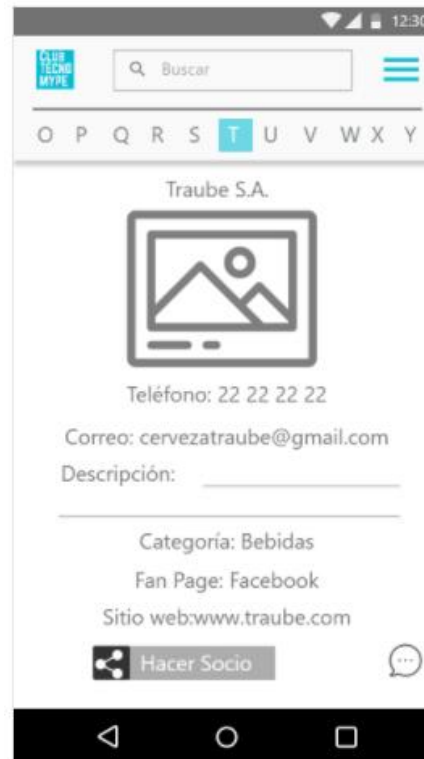 12:30
CLUB
TECNO
MYPE
Buscar
O P Q R S T U V W X Y
Traube S.A.
Teléfono: 22 22 22 22
Correo: cervezatraube@gmail.com
Descripción:
Categoría: Bebidas
Fan Page: Facebook
Sitio web:www.traube.com
Hacer Socio